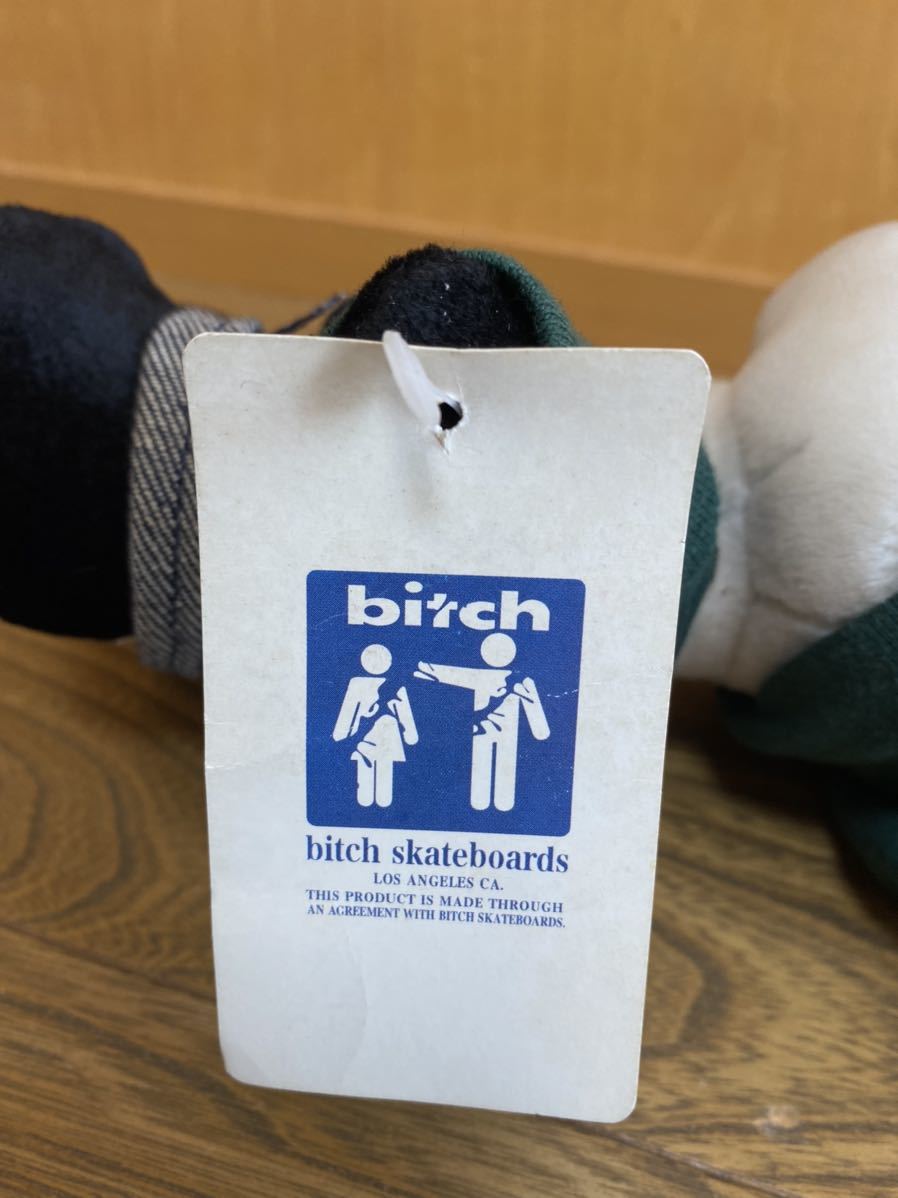 bitch
bitch skateboards
LOS ANGELES CA.
THIS PRODUCT IS MADE THROUGH
AN AGREEMENT WITH BITCH SKATEBOARDS.